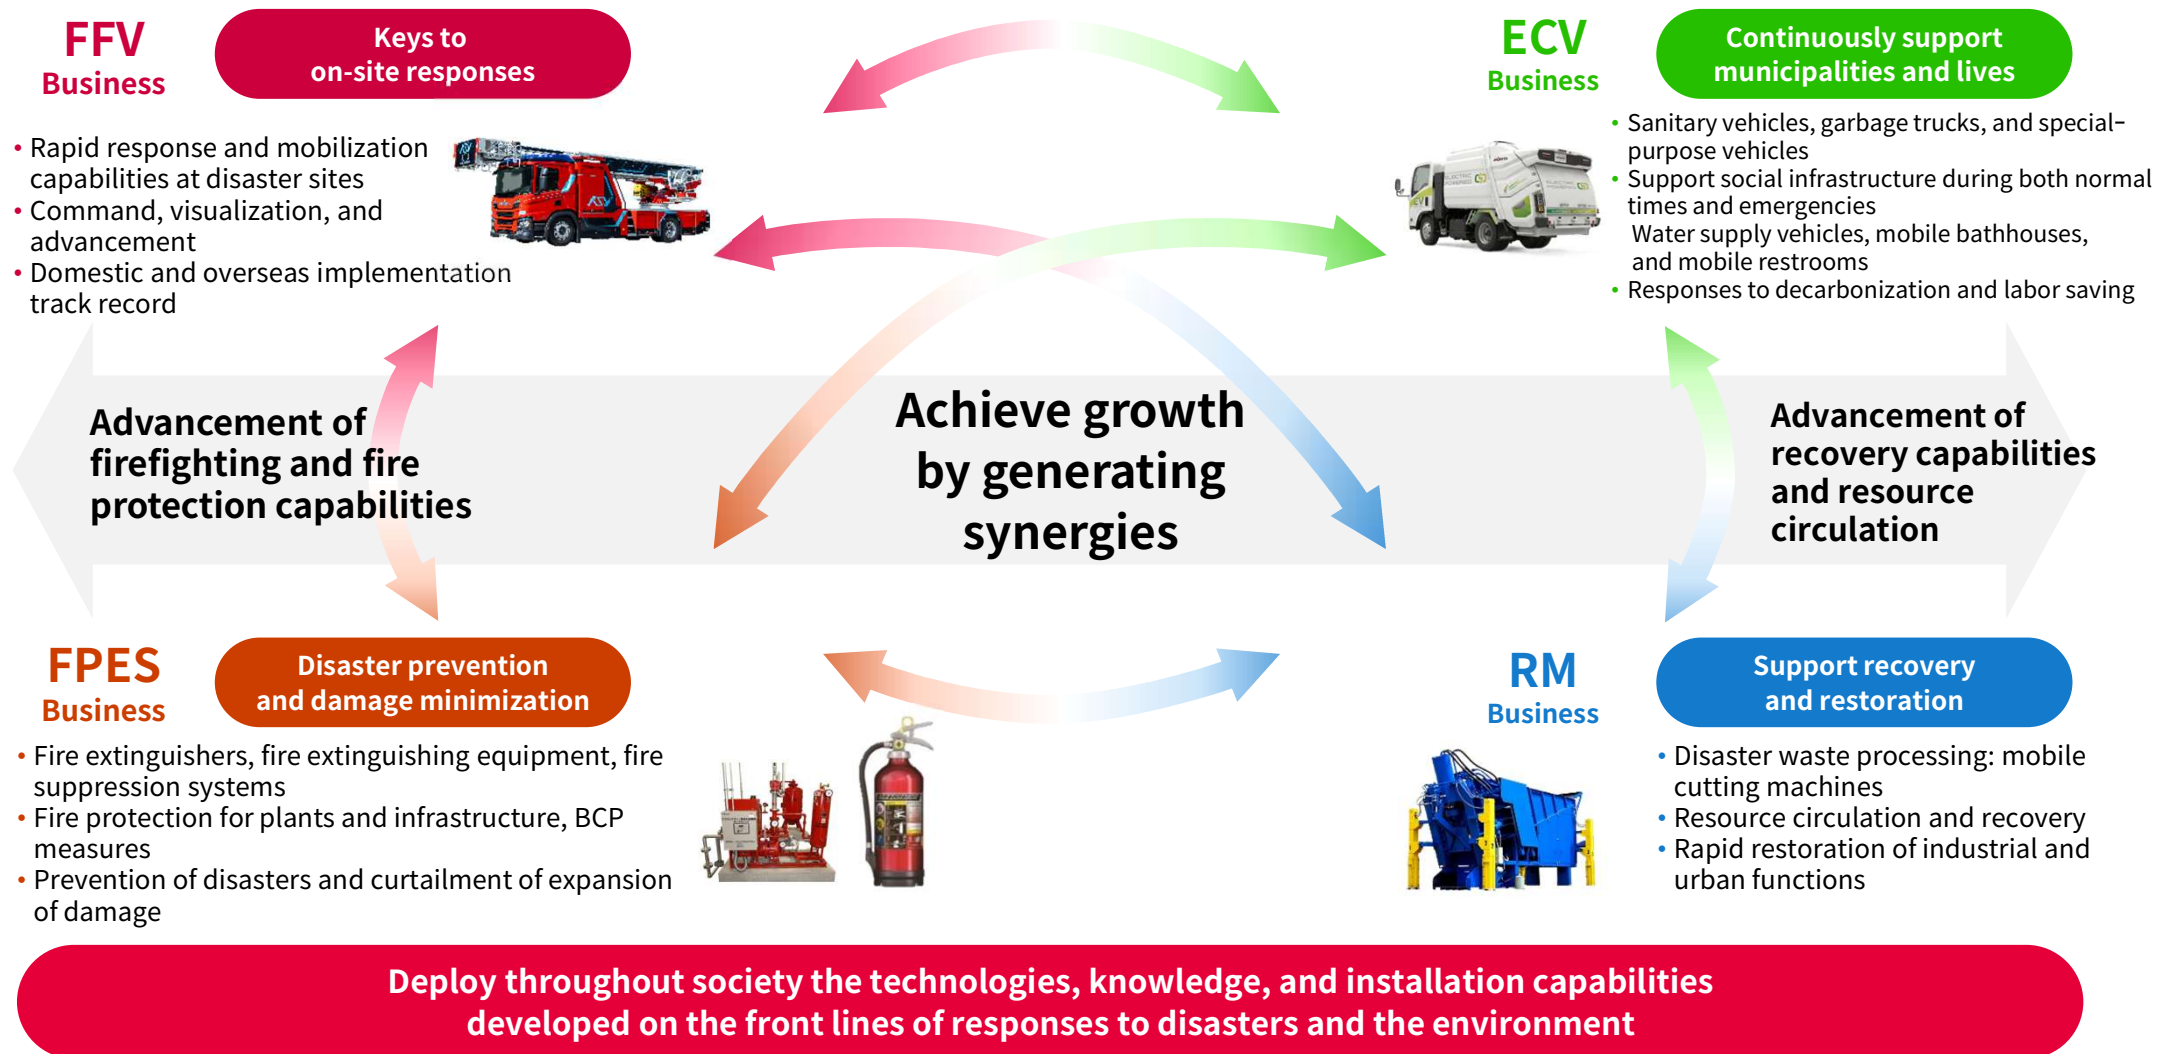 FFV
Business
Keys to
on-site responses
• Rapid response and mobilization
capabilities at disaster sites
• Command, visualization, and
advancement
• Domestic and overseas implementation
track record
ECV
Business
Continuously support
municipalities and lives
• Sanitary vehicles, garbage trucks, and special-
purpose vehicles
• Support social infrastructure during both normal
times and emergencies
Water supply vehicles, mobile bathhouses,
and mobile restrooms
• Responses to decarbonization and labor saving
Advancement of
firefighting and fire
protection capabilities
Achieve growth
by generating
synergies
Advancement of
recovery capabilities
and resource
circulation
FPES
Business
Disaster prevention
and damage minimization
• Fire extinguishers, fire extinguishing equipment, fire
suppression systems
• Fire protection for plants and infrastructure, BCP
measures
• Prevention of disasters and curtailment of expansion
of damage
RM
Business
Support recovery
and restoration
• Disaster waste processing: mobile
cutting machines
• Resource circulation and recovery
• Rapid restoration of industrial and
urban functions
Deploy throughout society the technologies, knowledge, and installation capabilities
developed on the front lines of responses to disasters and the environment